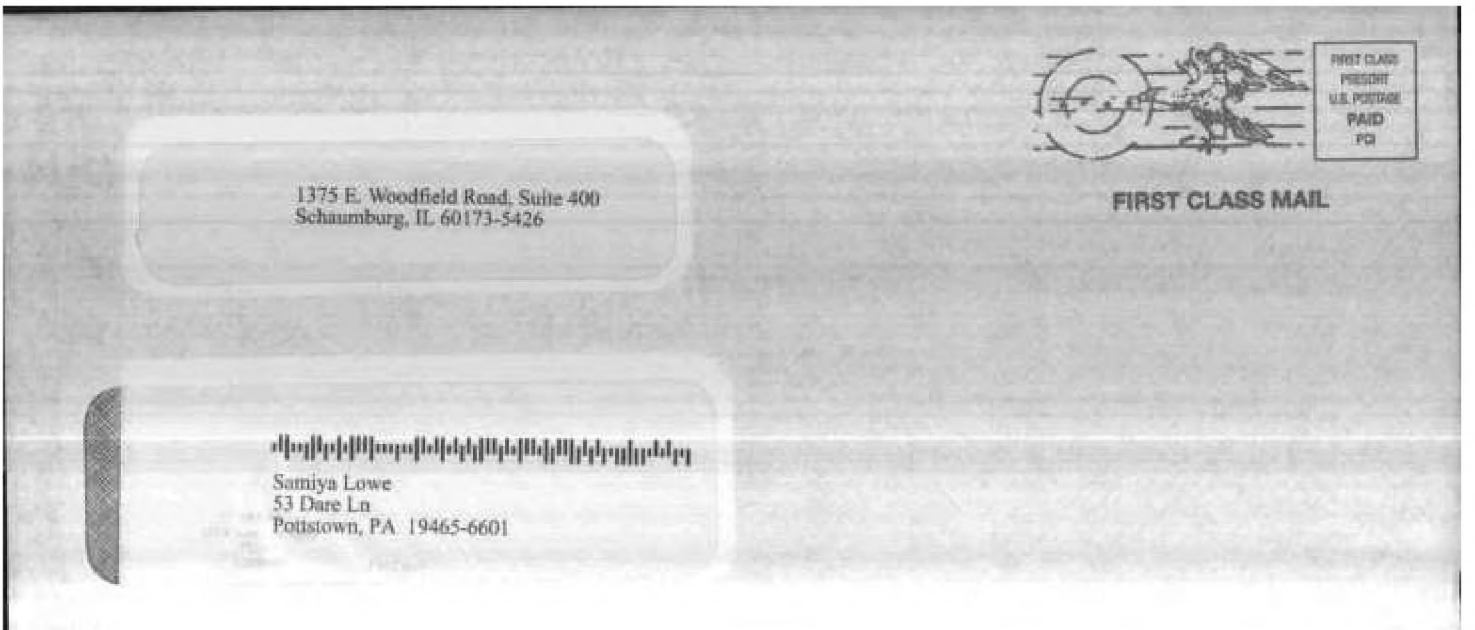 1375 E. Woodfield Road, Suite 400
Schaumburg, IL 60173-5426
FIRST CLASS
PRESORT
U.S. POSTAGE
PAID
PCI
FIRST CLASS MAIL
Samiya Lowe
53 Dare Ln
Pottstown, PA 19465-6601